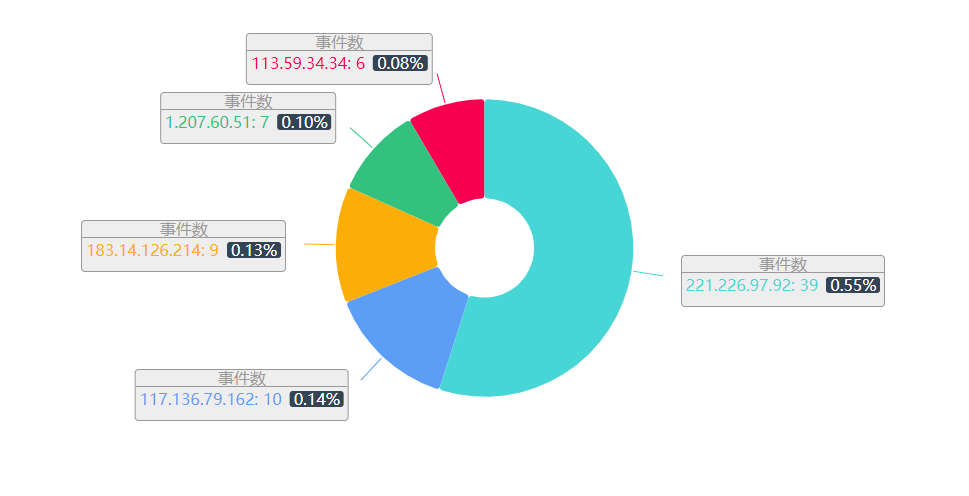 事件数
113.59.34.34: 6 0.08%
事件数
1.207.60.51: 7 0.10%
事件数
183.14.126.214: 9 0.13%
事件数
221.226.97.92: 39 0.55%
事件数
117.136.79.162: 10 0.14%